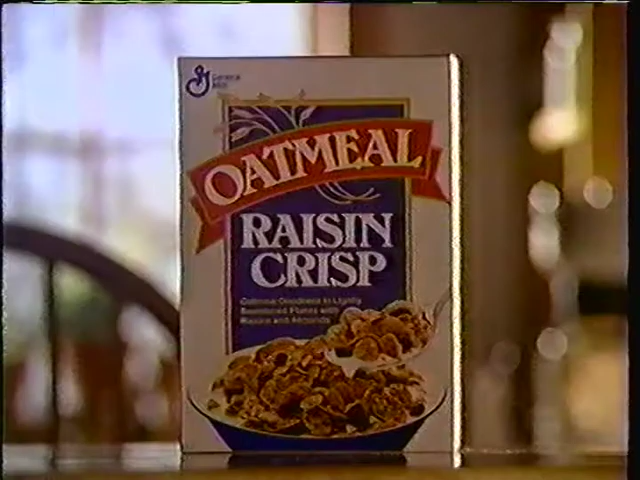 General
Mills
OATMEAL
RAISIN
CRISP
Oatmeal Goodness In Lightly
Sweetened Flakes with
Raisins and Almonds